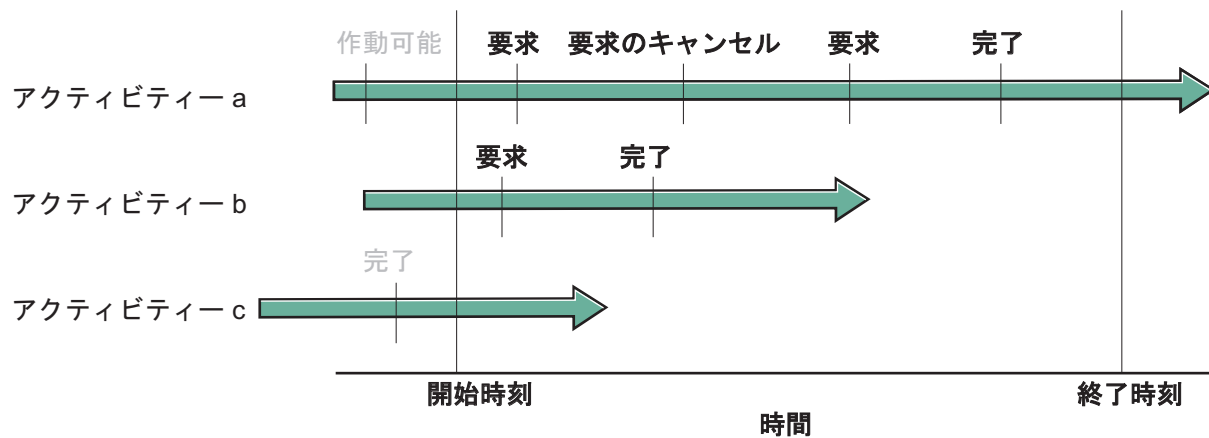 作動可能 要求 要求のキャンセル 要求 完了
アクティビティー a
要求 完了
アクティビティー b
完了
アクティビティー c
開始時刻 終了時刻
時間